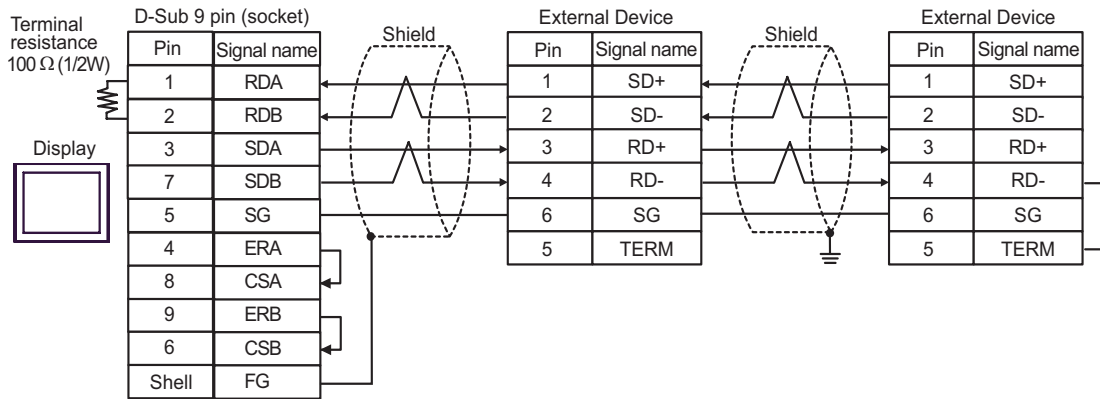 Terminal
resistance
100 Ω (1/2W)
Display
D-Sub 9 pin (socket)
Pin Signal name
1 RDA
2 RDB
3 SDA
7 SDB
5 SG
4 ERA
8 CSA
9 ERB
6 CSB
Shell FG
Shield
External Device
Pin Signal name
1 SD+
2 SD-
3 RD+
4 RD-
6 SG
5 TERM
Shield
External Device
Pin Signal name
1 SD+
2 SD-
3 RD+
4 RD-
6 SG
5 TERM